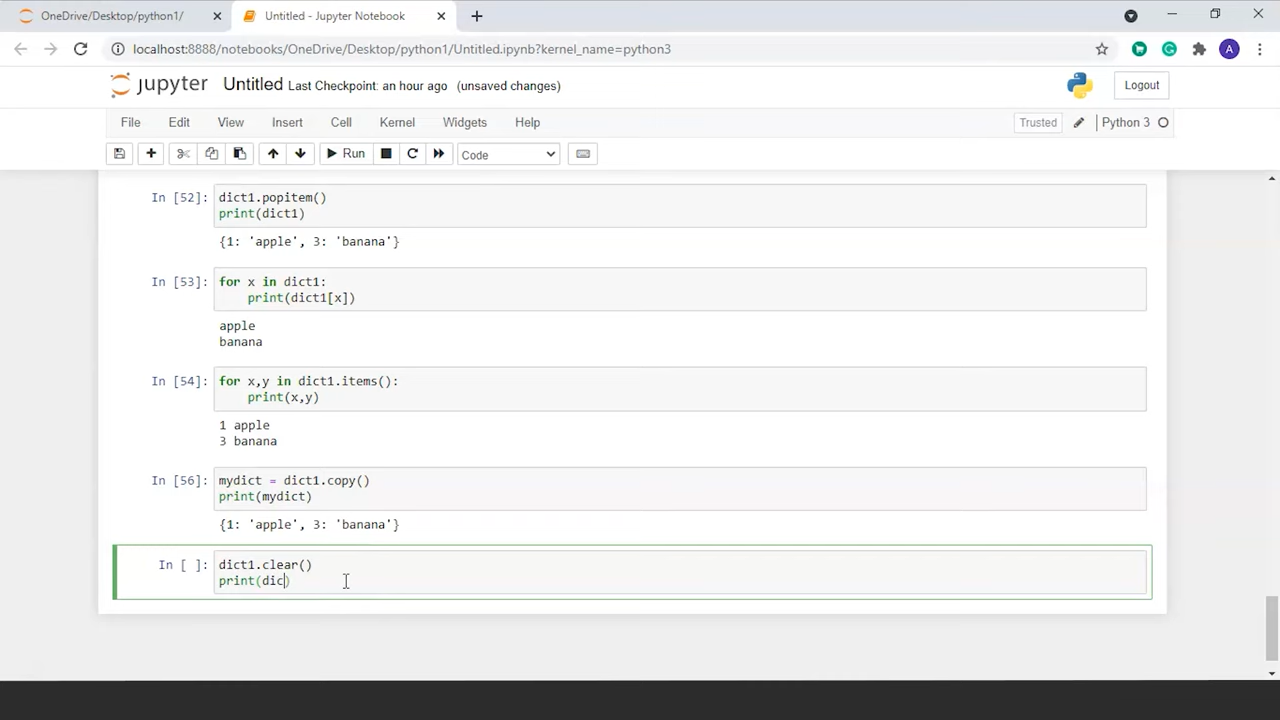 OneDrive/Desktop/python1/
Untitled - Jupyter Notebook
localhost:8888/notebooks/OneDrive/Desktop/python1/Untitled.ipynb?kernel_name=python3
A
jupyter Untitled Last Checkpoint: an hour ago (unsaved changes)
Logout
File Edit View Insert Cell Kernel Widgets Help
Trusted
Python 3
Run
Code
In [52]: dict1.popitem()
print(dict1)
{1: 'apple', 3: 'banana'}
In [53]: for x in dict1:
print(dict1[x])
apple
banana
In [54]: for x,y in dict1.items():
print(x,y)
1 apple
3 banana
In [56]: mydict = dict1.copy()
print(mydict)
{1: 'apple', 3: 'banana'}
In [ ]: dict1.clear()
print(dic)